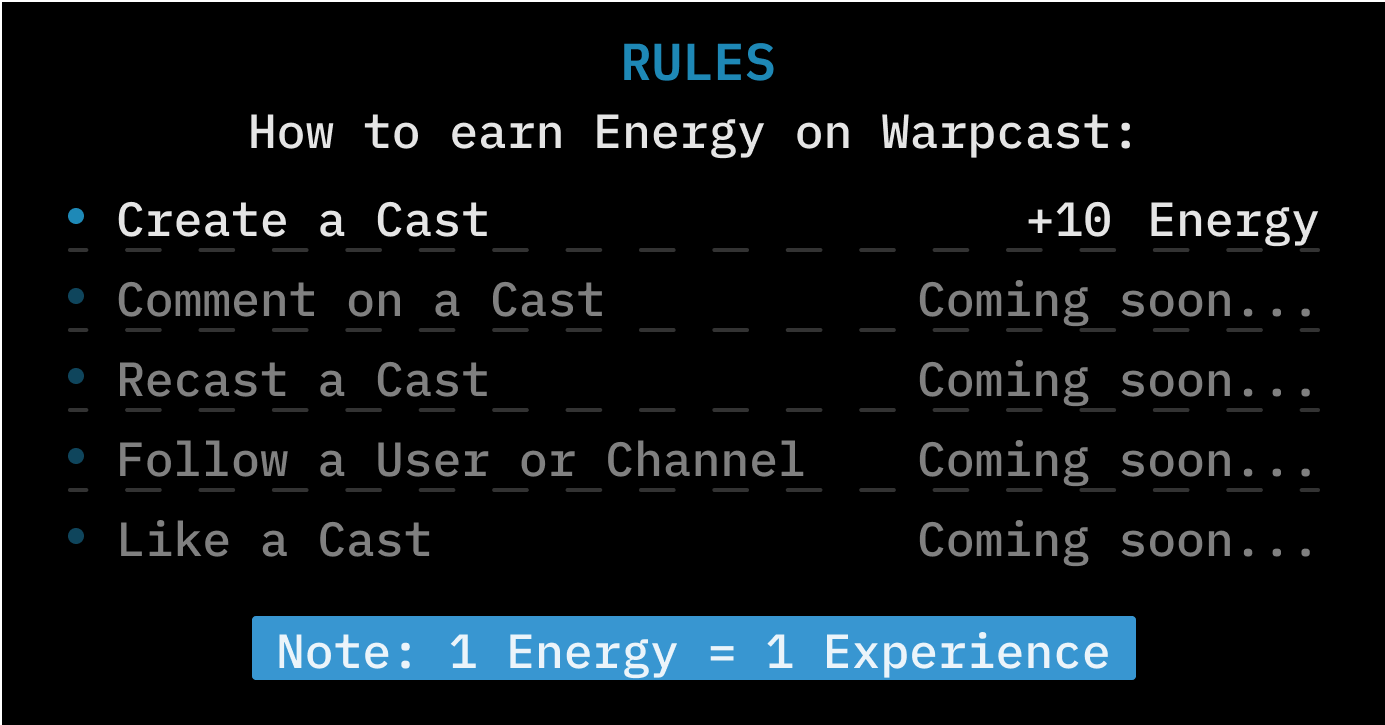 RULES
How to earn Energy on Warpcast:
• Create a Cast +10 Energy
• Comment on a Cast Coming soon...
• Recast a Cast Coming soon...
• Follow a User or Channel Coming soon...
• Like a Cast Coming soon...
Note: 1 Energy = 1 Experience